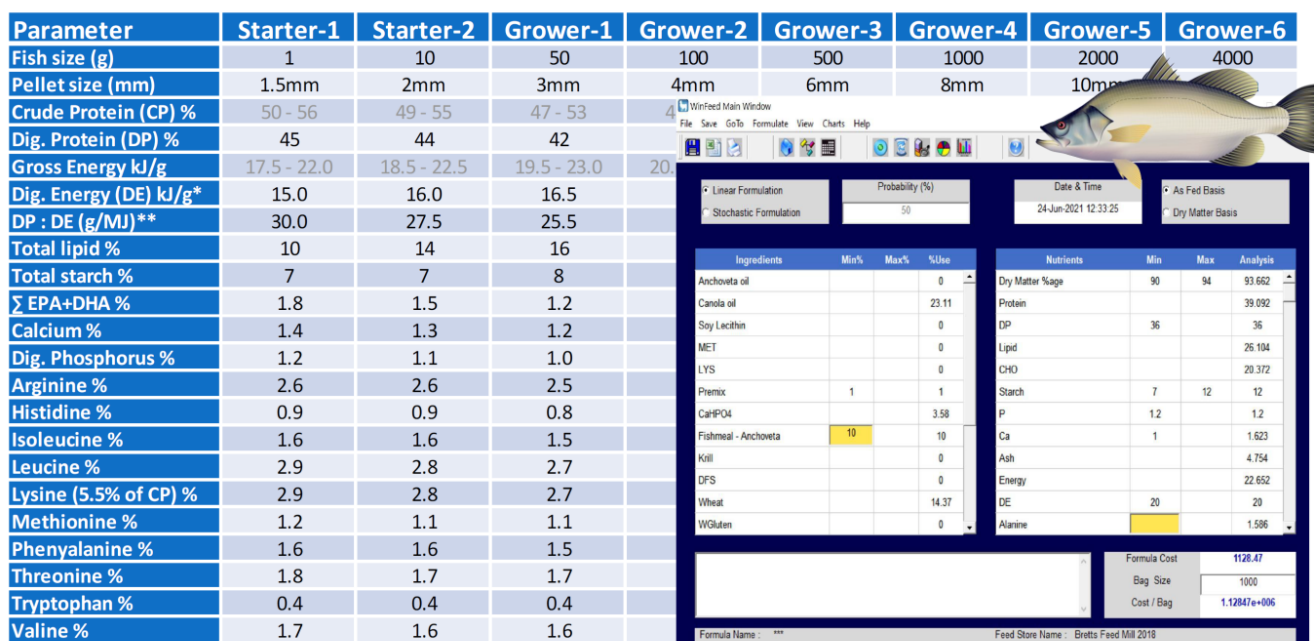 Parameter Starter-1 Starter-2 Grower-1 Grower-2 Grower-3 Grower-4 Grower-5 Grower-6
Fish size (g) 1 10 50 100 500 1000 2000 4000
Pellet size (mm) 1.5mm 2mm 3mm 4mm 6mm 8mm 10mm
Crude Protein (CP) % 50 - 56 49 - 55 47 - 53 4
Dig. Protein (DP) % 45 44 42
Gross Energy kJ/g 17.5 - 22.0 18.5 - 22.5 19.5 - 23.0 20.
Dig. Energy (DE) kJ/g* 15.0 16.0 16.5
DP : DE (g/MJ)** 30.0 27.5 25.5
Total lipid % 10 14 16
Total starch % 7 7 8
∑ EPA+DHA % 1.8 1.5 1.2
Calcium % 1.4 1.3 1.2
Dig. Phosphorus % 1.2 1.1 1.0
Arginine % 2.6 2.6 2.5
Histidine % 0.9 0.9 0.8
Isoleucine % 1.6 1.6 1.5
Leucine % 2.9 2.8 2.7
Lysine (5.5% of CP) % 2.9 2.8 2.7
Methionine % 1.2 1.1 1.1
Phenyalanine % 1.6 1.6 1.5
Threonine % 1.8 1.7 1.7
Tryptophan % 0.4 0.4 0.4
Valine % 1.7 1.6 1.6
WinFeed Main Window
File Save GoTo Formulate View Charts Help
Linear Formulation
Stochastic Formulation
Probability (%)
50
Date & Time
24-Jun-2021 12:33:25
As Fed Basis
Dry Matter Basis
Ingredients Min% Max% %Use
Anchoveta oil 0
Canola oil 23.11
Soy Lecithin 0
MET 0
LYS 0
Premix 1 1
CaHPO4 3.58
Fishmeal - Anchoveta 10 10
Krill 0
DFS 0
Wheat 14.37
WGluten 0
Nutrients Min Max Analysis
Dry Matter %age 90 94 93.662
Protein 39.092
DP 36 36
Lipid 26.104
CHO 20.372
Starch 7 12 12
P 1.2 1.2
Ca 1 1.623
Ash 4.754
Energy 22.652
DE 20 20
Alanine 1.586
Formula Cost 1128.47
Bag Size 1000
Cost / Bag 1.12847e+006
Formula Name : ***
Feed Store Name : Bretts Feed Mill 2018